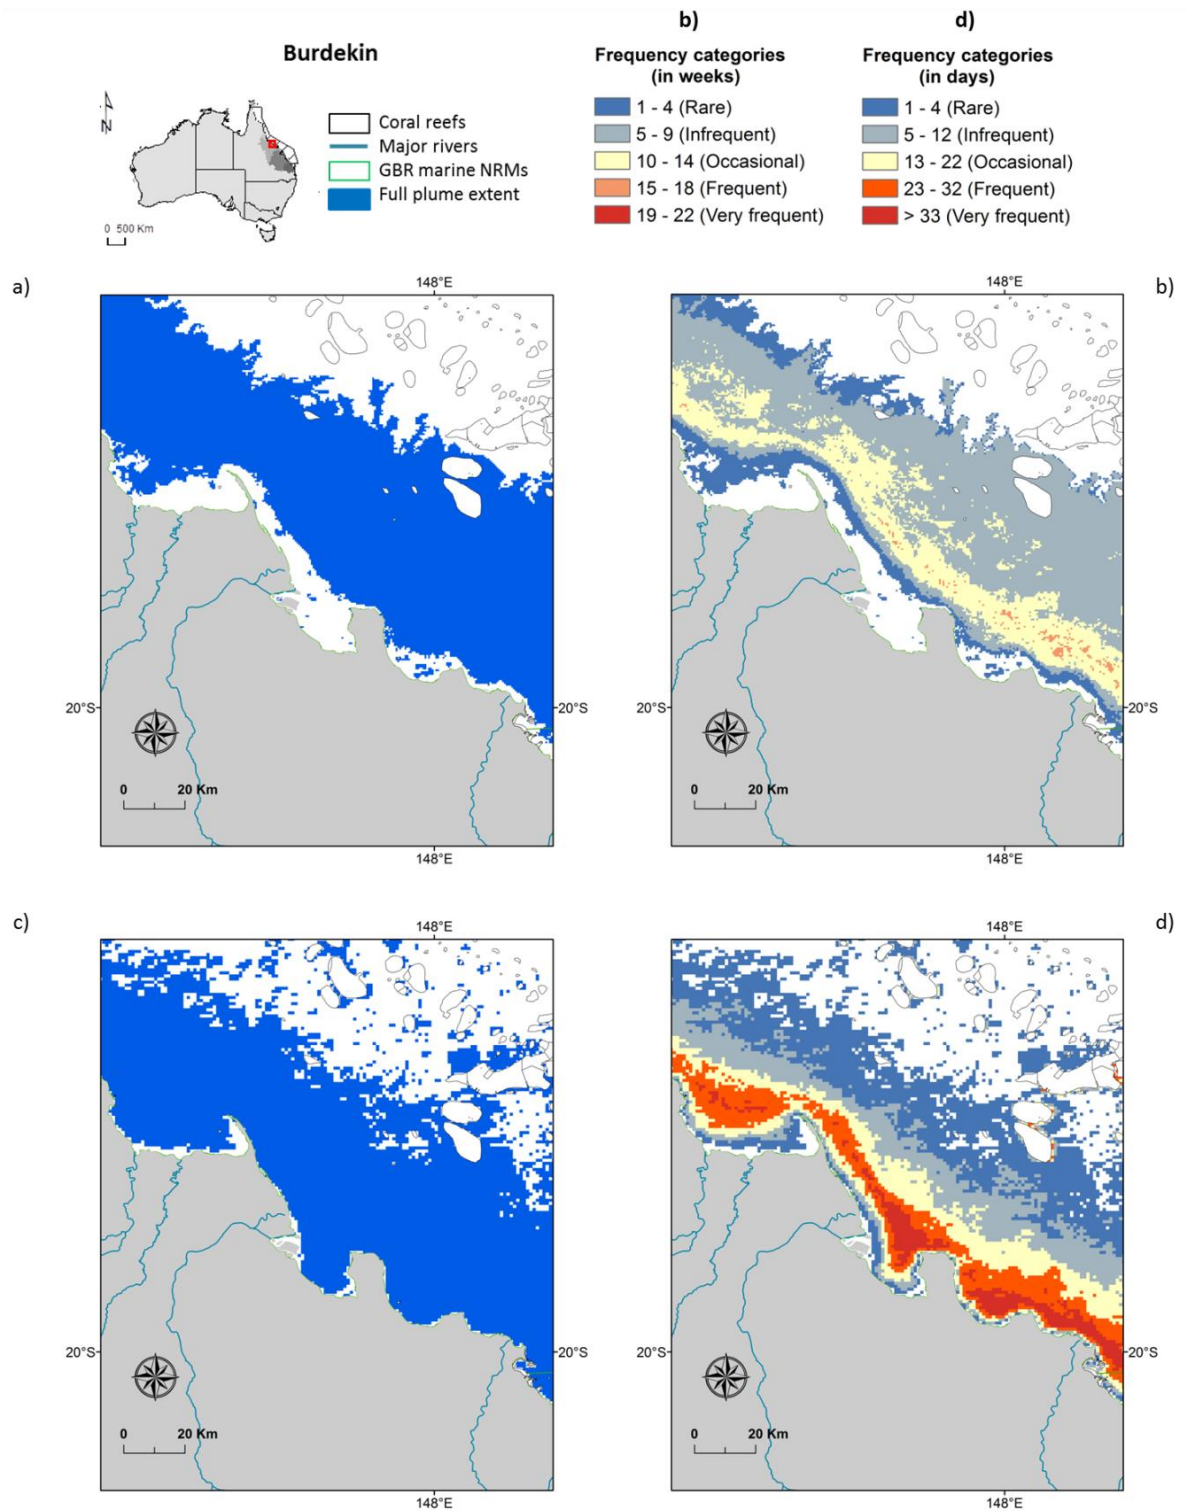 b)
d)
Burdekin
Frequency categories
(in weeks)
Frequency categories
(in days)
N
Coral reefs
Major rivers
GBR marine NRMs
Full plume extent
0 500 Km
1 - 4 (Rare)
5 - 9 (Infrequent)
10 - 14 (Occasional)
15 - 18 (Frequent)
19 - 22 (Very frequent)
1 - 4 (Rare)
5 - 12 (Infrequent)
13 - 22 (Occasional)
23 - 32 (Frequent)
> 33 (Very frequent)
a)
148°E
20°S
20°S
0 20 Km
148°E
b)
148°E
20°S
20°S
0 20 Km
148°E
c)
148°E
20°S
20°S
0 20 Km
148°E
d)
148°E
20°S
20°S
0 20 Km
148°E